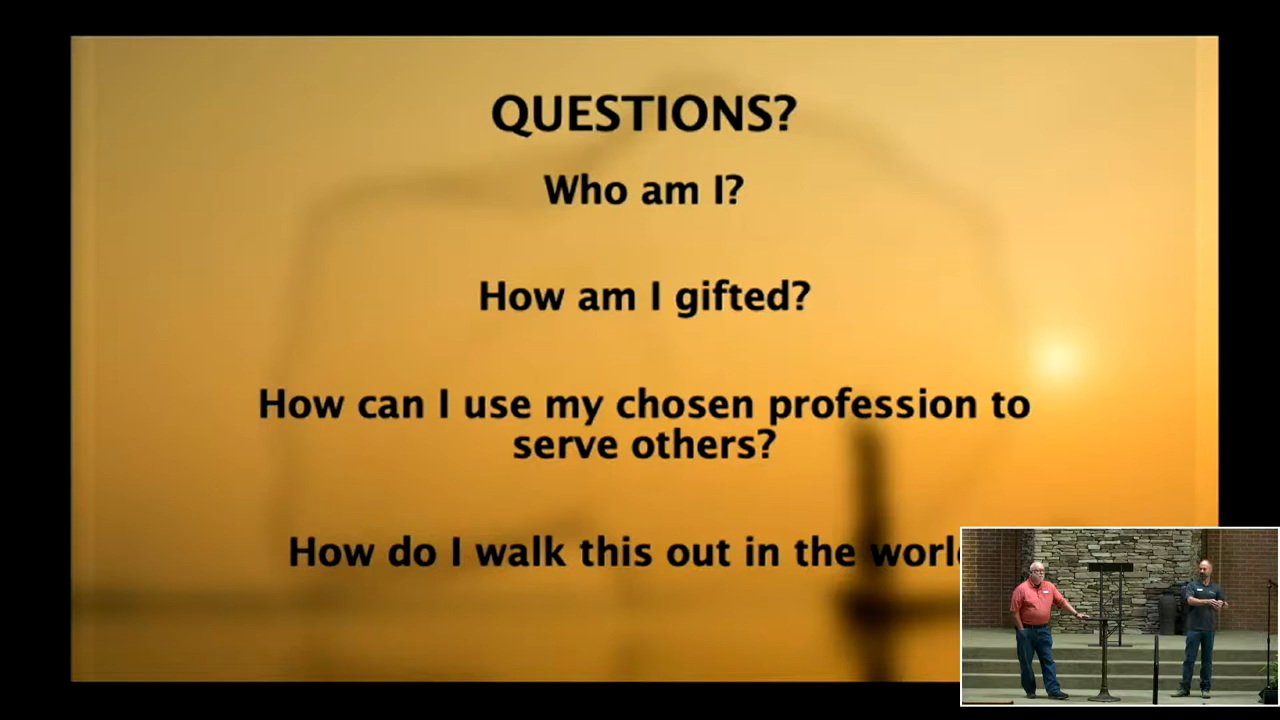 QUESTIONS?
Who am I?
How am I gifted?
How can I use my chosen profession to
serve others?
How do I walk this out in the